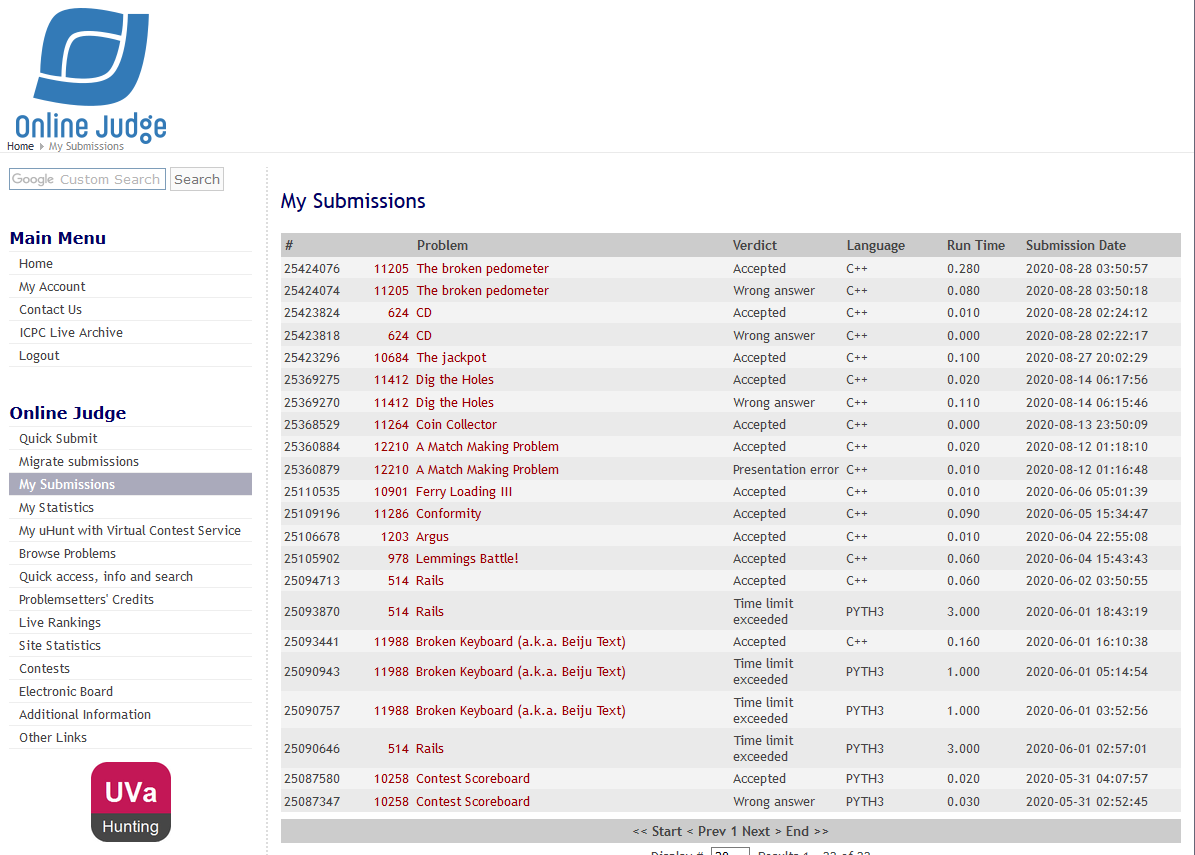 Online Judge
Home My Submissions
Google Custom Search Search
Main Menu
Home
My Account
Contact Us
ICPC Live Archive
Logout
Online Judge
Quick Submit
Migrate submissions
My Submissions
My Statistics
My uHunt with Virtual Contest Service
Browse Problems
Quick access, info and search
Problemsetters' Credits
Live Rankings
Site Statistics
Contests
Electronic Board
Additional Information
Other Links
UVa
Hunting
My Submissions
# Problem Verdict Language Run Time Submission Date
25424076 11205 The broken pedometer Accepted C++ 0.280 2020-08-28 03:50:57
25424074 11205 The broken pedometer Wrong answer C++ 0.080 2020-08-28 03:50:18
25423824 624 CD Accepted C++ 0.010 2020-08-28 02:24:12
25423818 624 CD Wrong answer C++ 0.000 2020-08-28 02:22:17
25423296 10684 The jackpot Accepted C++ 0.100 2020-08-27 20:02:29
25369275 11412 Dig the Holes Accepted C++ 0.020 2020-08-14 06:17:56
25369270 11412 Dig the Holes Wrong answer C++ 0.110 2020-08-14 06:15:46
25368529 11264 Coin Collector Accepted C++ 0.000 2020-08-13 23:50:09
25360884 12210 A Match Making Problem Accepted C++ 0.020 2020-08-12 01:18:10
25360879 12210 A Match Making Problem Presentation error C++ 0.010 2020-08-12 01:16:48
25110535 10901 Ferry Loading III Accepted C++ 0.010 2020-06-06 05:01:39
25109196 11286 Conformity Accepted C++ 0.090 2020-06-05 15:34:47
25106678 1203 Argus Accepted C++ 0.010 2020-06-04 22:55:08
25105902 978 Lemmings Battle! Accepted C++ 0.060 2020-06-04 15:43:43
25094713 514 Rails Accepted C++ 0.060 2020-06-02 03:50:55
25093870 514 Rails Time limit exceeded PYTH3 3.000 2020-06-01 18:43:19
25093441 11988 Broken Keyboard (a.k.a. Beiju Text) Accepted C++ 0.160 2020-06-01 16:10:38
25090943 11988 Broken Keyboard (a.k.a. Beiju Text) Time limit exceeded PYTH3 1.000 2020-06-01 05:14:54
25090757 11988 Broken Keyboard (a.k.a. Beiju Text) Time limit exceeded PYTH3 1.000 2020-06-01 03:52:56
25090646 514 Rails Time limit exceeded PYTH3 3.000 2020-06-01 02:57:01
25087580 10258 Contest Scoreboard Accepted PYTH3 0.020 2020-05-31 04:07:57
25087347 10258 Contest Scoreboard Wrong answer PYTH3 0.030 2020-05-31 02:52:45
<< Start < Prev 1 Next > End >>